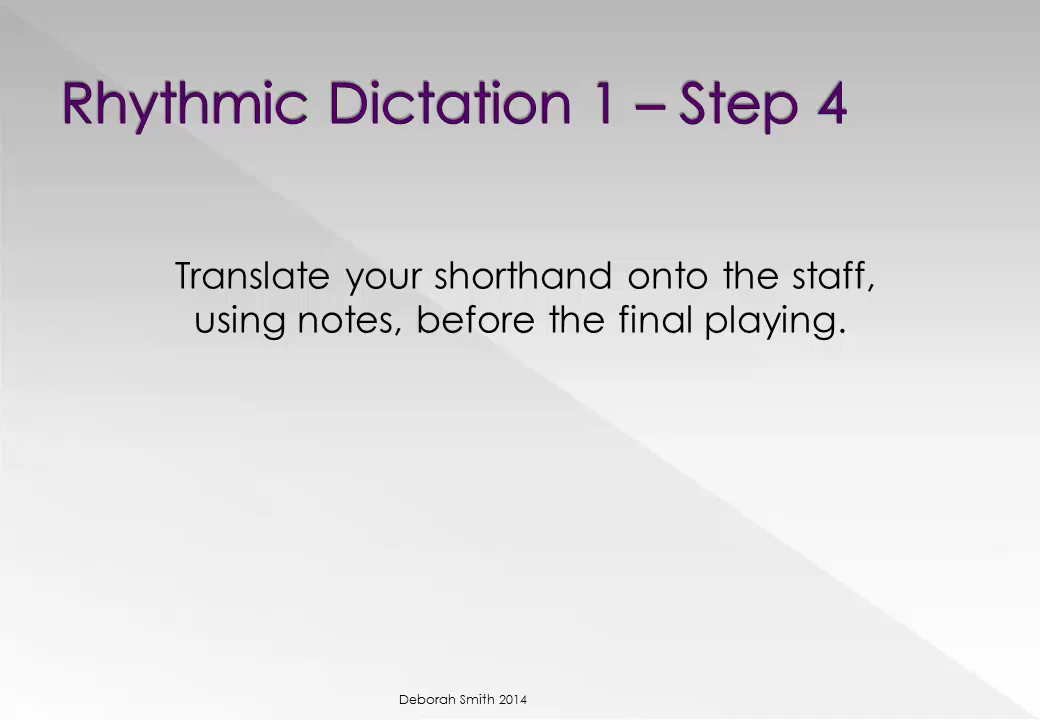 Rhythmic Dictation 1 – Step 4
Translate your shorthand onto the staff,
using notes, before the final playing.
Deborah Smith 2014